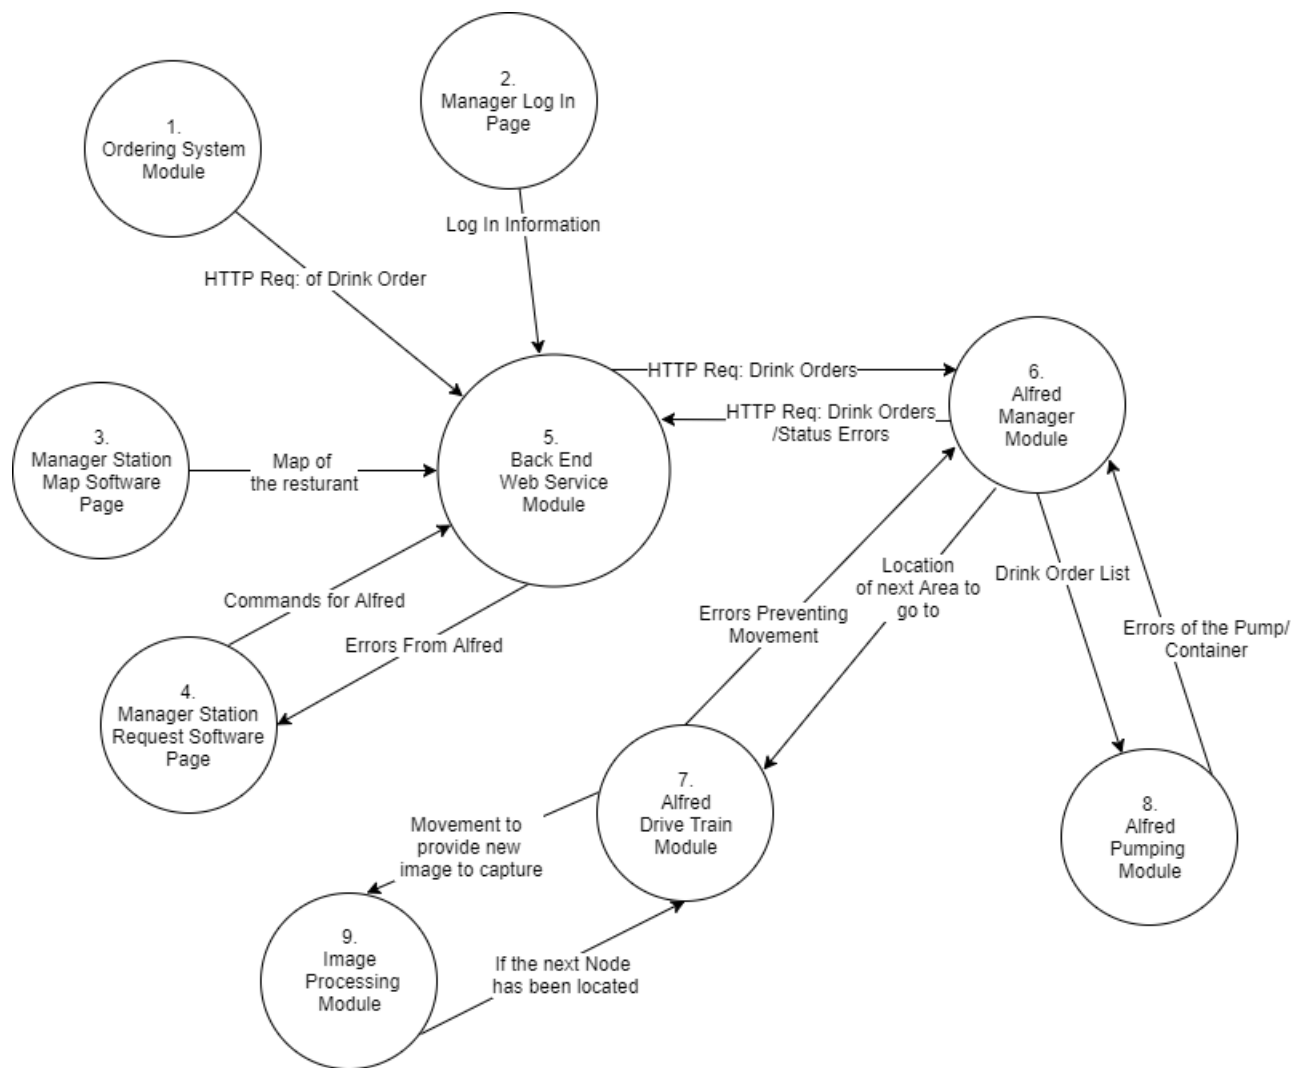 1.
Ordering System
Module
2.
Manager Log In
Page
Log In Information
HTTP Req: of Drink Order
3.
Manager Station
Map Software
Page
Map of
the resturant
5.
Back End
Web Service
Module
HTTP Req: Drink Orders
HTTP Req: Drink Orders
/Status Errors
6.
Alfred
Manager
Module
Commands for Alfred
Errors From Alfred
4.
Manager Station
Request Software
Page
Errors Preventing
Movement
Location
of next Area to
go to
Drink Order List
Errors of the Pump/
Container
7.
Alfred
Drive Train
Module
8.
Alfred
Pumping
Module
Movement to
provide new
image to capture
9.
Image
Processing
Module
If the next Node
has been located